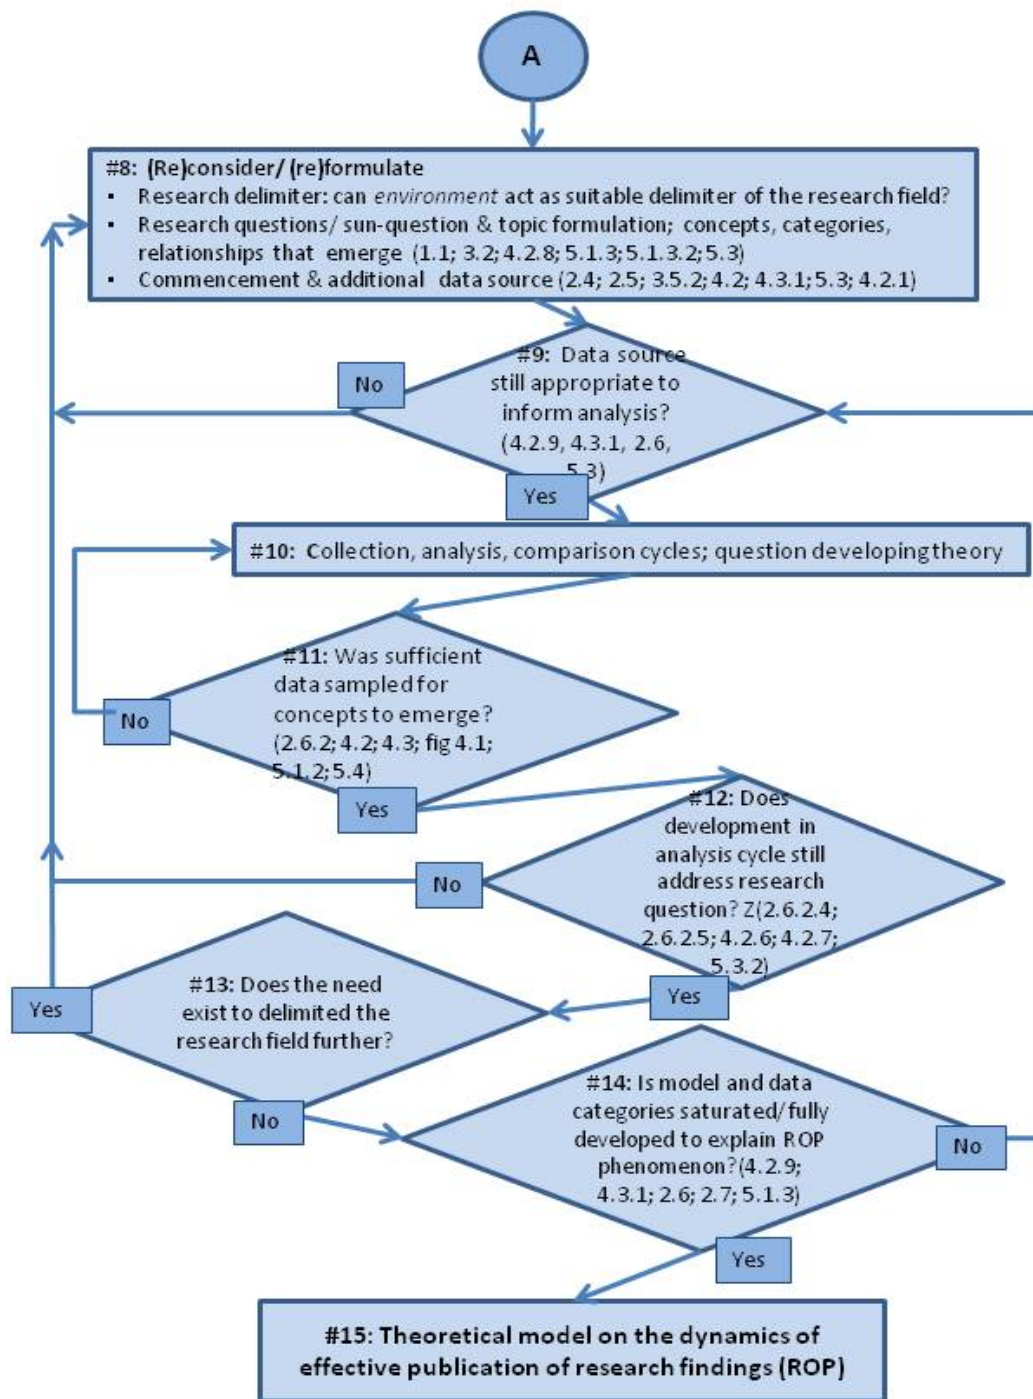 A
#8: (Re)consider/ (re)formulate
▪ Research delimiter: can environment act as suitable delimiter of the research field?
▪ Research questions/ sun-question & topic formulation; concepts, categories,
relationships that emerge (1.1; 3.2; 4.2.8; 5.1.3; 5.1.3.2; 5.3)
▪ Commencement & additional data source (2.4; 2.5; 3.5.2; 4.2; 4.3.1; 5.3; 4.2.1)
#9: Data source
still appropriate to
inform analysis?
(4.2.9, 4.3.1, 2.6,
5.3)
No
Yes
#10: Collection, analysis, comparison cycles; question developing theory
#11: Was sufficient
data sampled for
concepts to emerge?
(2.6.2; 4.2; 4.3; fig 4.1;
5.1.2; 5.4)
No
Yes
#12: Does
development in
analysis cycle still
address research
question? Z(2.6.2.4;
2.6.2.5; 4.2.6; 4.2.7;
5.3.2)
No
Yes
#13: Does the need
exist to delimited the
research field further?
Yes
No
#14: Is model and data
categories saturated/ fully
developed to explain ROP
phenomenon? (4.2.9;
4.3.1; 2.6; 2.7; 5.1.3)
No
Yes
#15: Theoretical model on the dynamics of
effective publication of research findings (ROP)